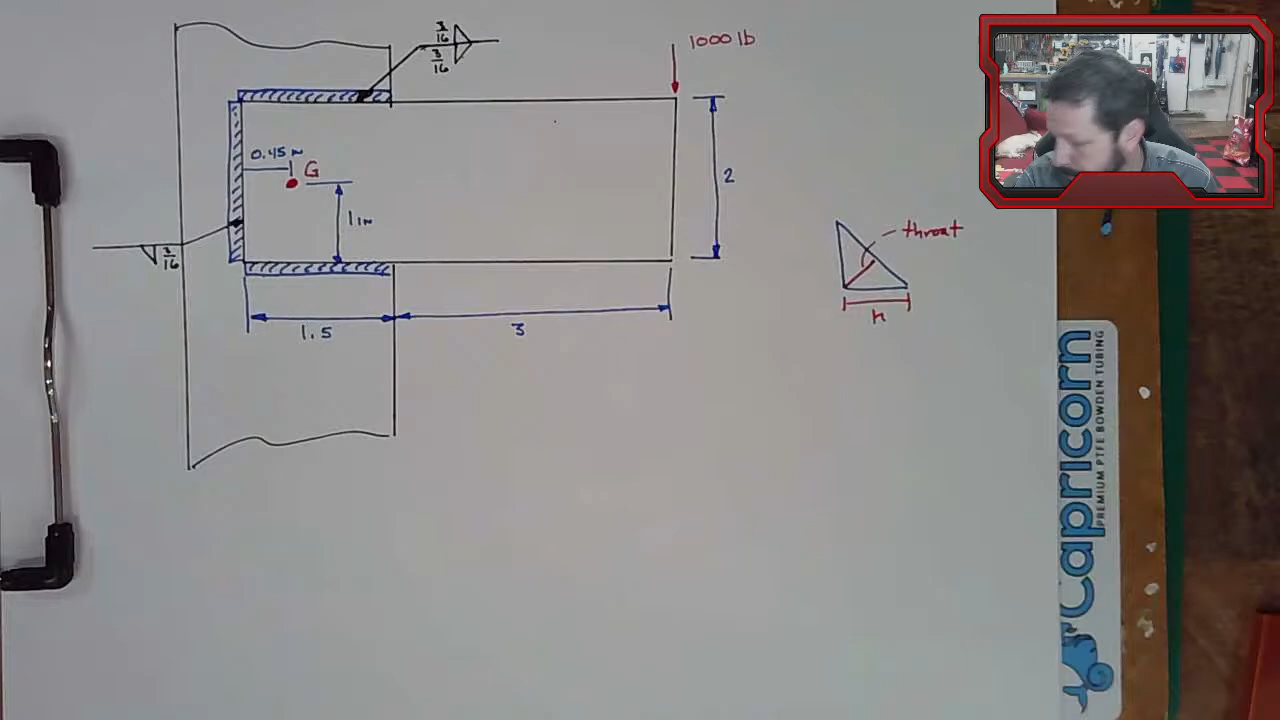 3/16
3/16
1000 lb
0.45 in
G
1 in
2
3/16
throat
h
1.5
3
Capricorn
PREMIUM PTFE BOWDEN TUBING